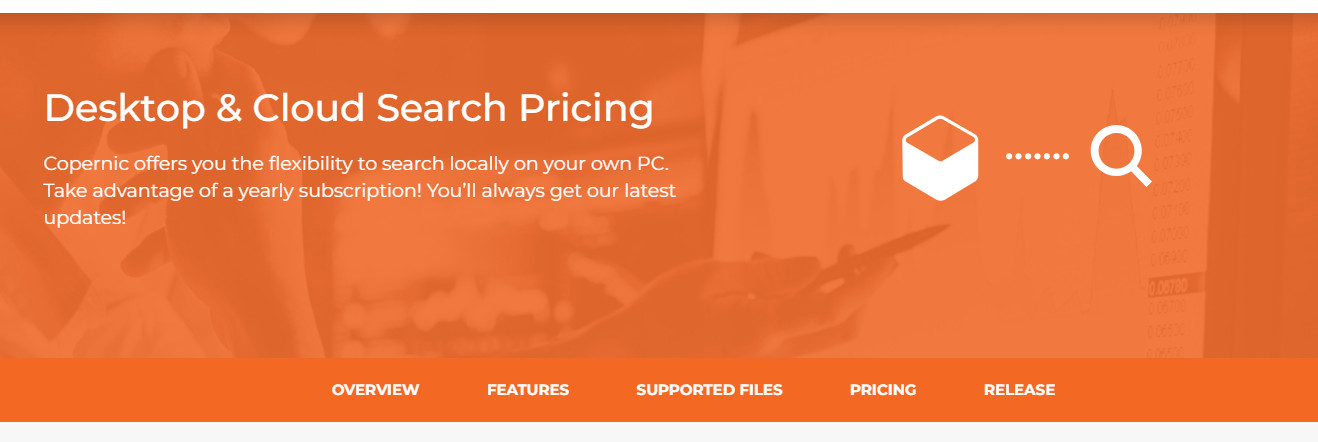 Desktop & Cloud Search Pricing
Copernic offers you the flexibility to search locally on your own PC.
Take advantage of a yearly subscription! You'll always get our latest
updates!
OVERVIEW FEATURES SUPPORTED FILES PRICING RELEASE